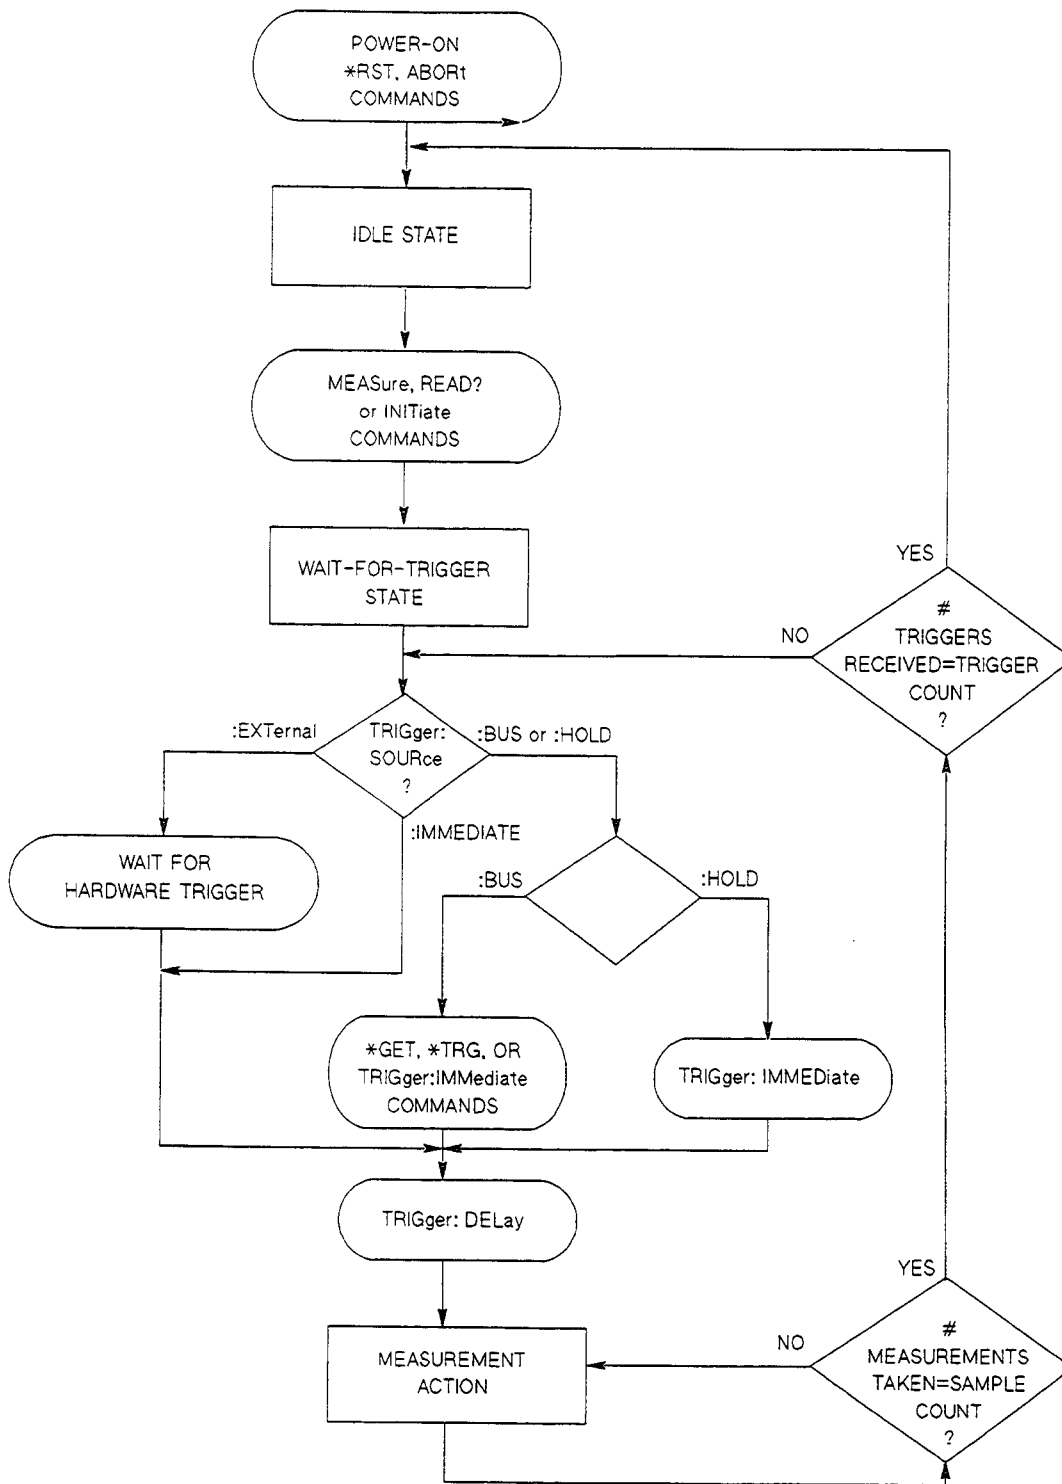 POWER-ON
*RST, ABORt
COMMANDS
IDLE STATE
MEASure, READ?
or INITiate
COMMANDS
WAIT-FOR-TRIGGER
STATE
YES
#
TRIGGERS
RECEIVED=TRIGGER
COUNT
?
NO
:EXTernal
TRIGger:
SOURce
?
:BUS or :HOLD
:IMMEDIATE
WAIT FOR
HARDWARE TRIGGER
:BUS
:HOLD
*GET, *TRG, OR
TRIGger:IMMediate
COMMANDS
TRIGger: IMMEDiate
TRIGger: DELay
YES
MEASUREMENT
ACTION
NO
#
MEASUREMENTS
TAKEN=SAMPLE
COUNT
?